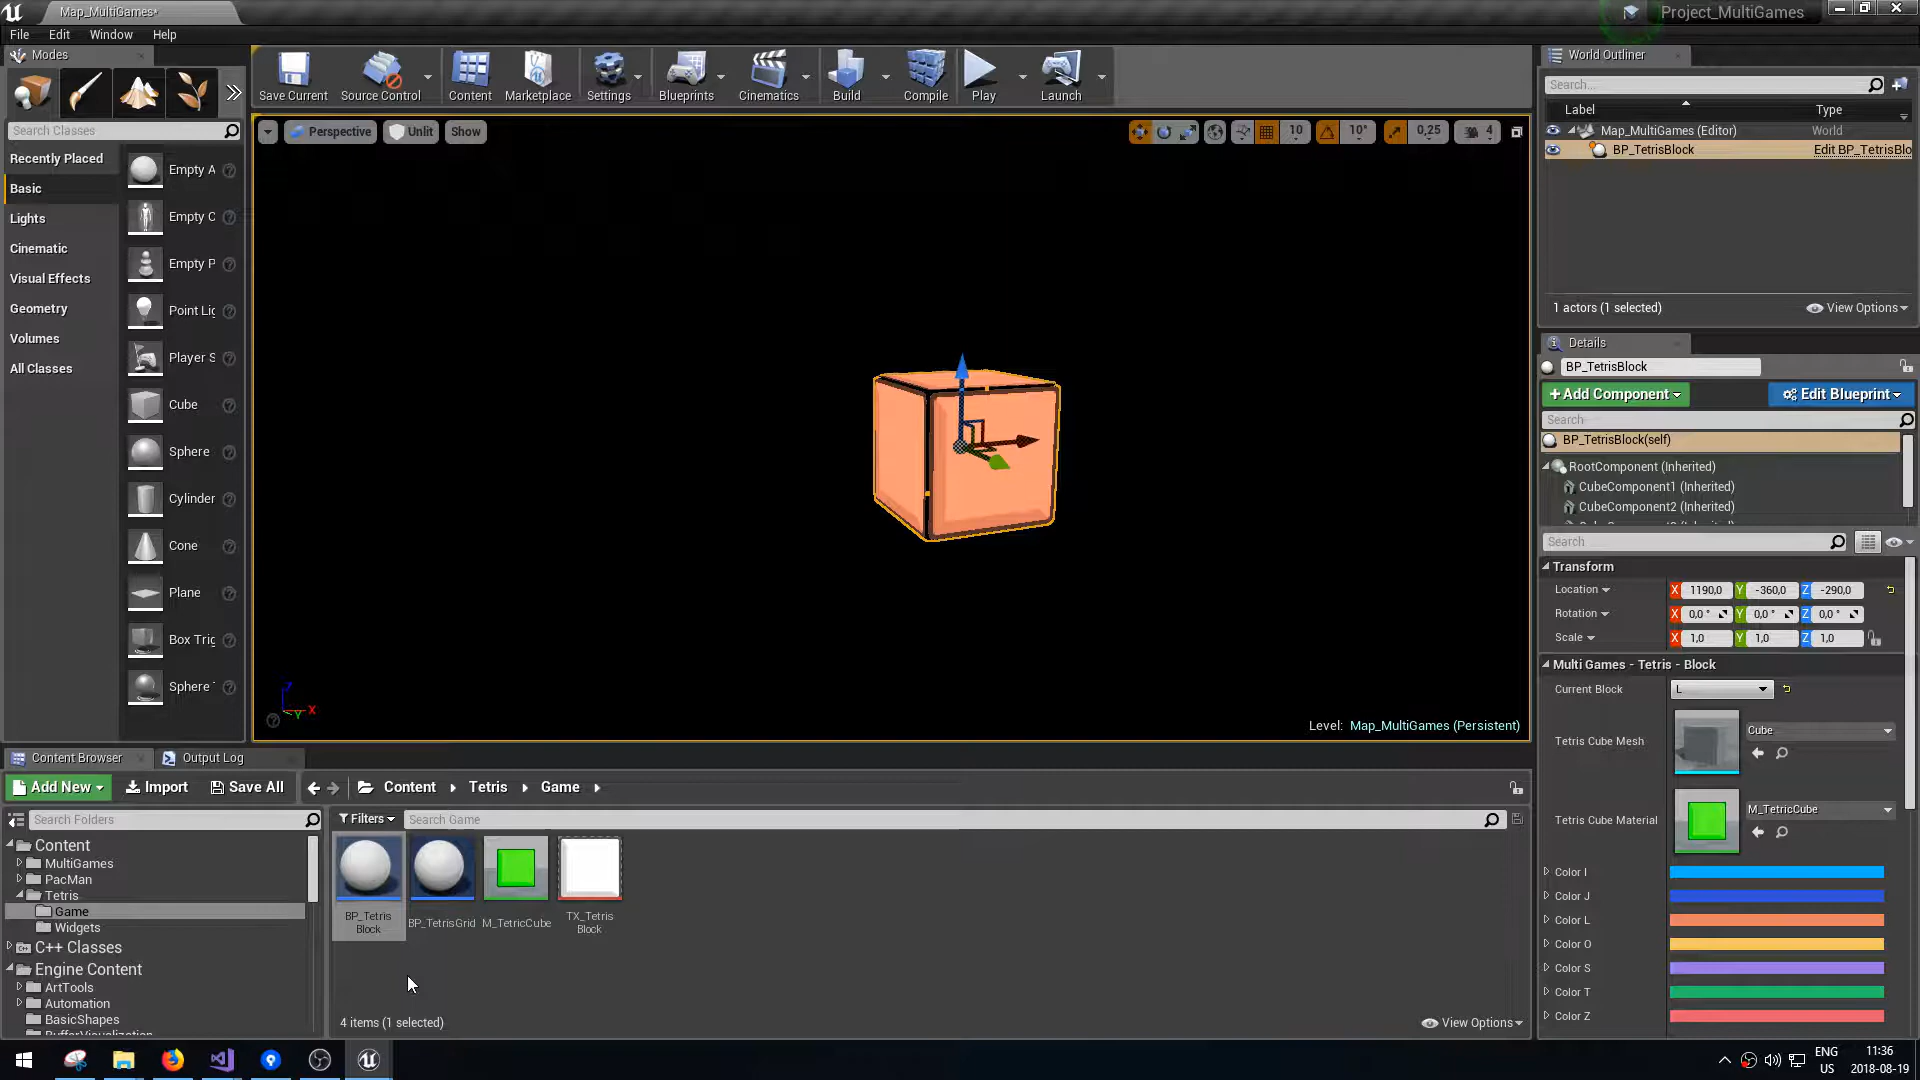 Map_MultiGames*
Project_MultiGames
File Edit Window Help
Modes
Save Current
Source Control
Content
Marketplace
Settings
Blueprints
Cinematics
Build
Compile
Play
Launch
Search Classes
Recently Placed
Basic
Lights
Cinematic
Visual Effects
Geometry
Volumes
All Classes
Empty A
Empty C
Empty P
Point Lig
Player S
Cube
Sphere
Cylinder
Cone
Plane
Box Trig
Sphere
Perspective Unlit Show
10 10° 0,25 4
X Y
Level: Map_MultiGames (Persistent)
World Outliner
Search...
Label Type
Map_MultiGames (Editor) World
BP_TetrisBlock Edit BP_TetrisBlo
1 actors (1 selected) View Options
Details
BP_TetrisBlock
+Add Component Edit Blueprint
Search
BP_TetrisBlock(self)
RootComponent (Inherited)
CubeComponent1 (Inherited)
CubeComponent2 (Inherited)
Search
Transform
Location X 1190,0 Y -360,0 Z -290,0
Rotation X 0,0 ° Y 0,0 ° Z 0,0 °
Scale X 1,0 Y 1,0 Z 1,0
Multi Games - Tetris - Block
Current Block L
Tetris Cube Mesh Cube
Tetris Cube Material M_TetricCube
Color I
Color J
Color L
Color O
Color S
Color T
Color Z
Content Browser Output Log
Add New Import Save All Content Tetris Game
Search Folders
Filters Search Game
Content
MultiGames
PacMan
Tetris
Game
Widgets
C++ Classes
Engine Content
ArtTools
Automation
BasicShapes
BufferVisualization
BP_Tetris
Block
BP_TetrisGrid
M_TetricCube
TX_Tetris
Block
4 items (1 selected) View Options
ENG
US
11:36
2018-08-19